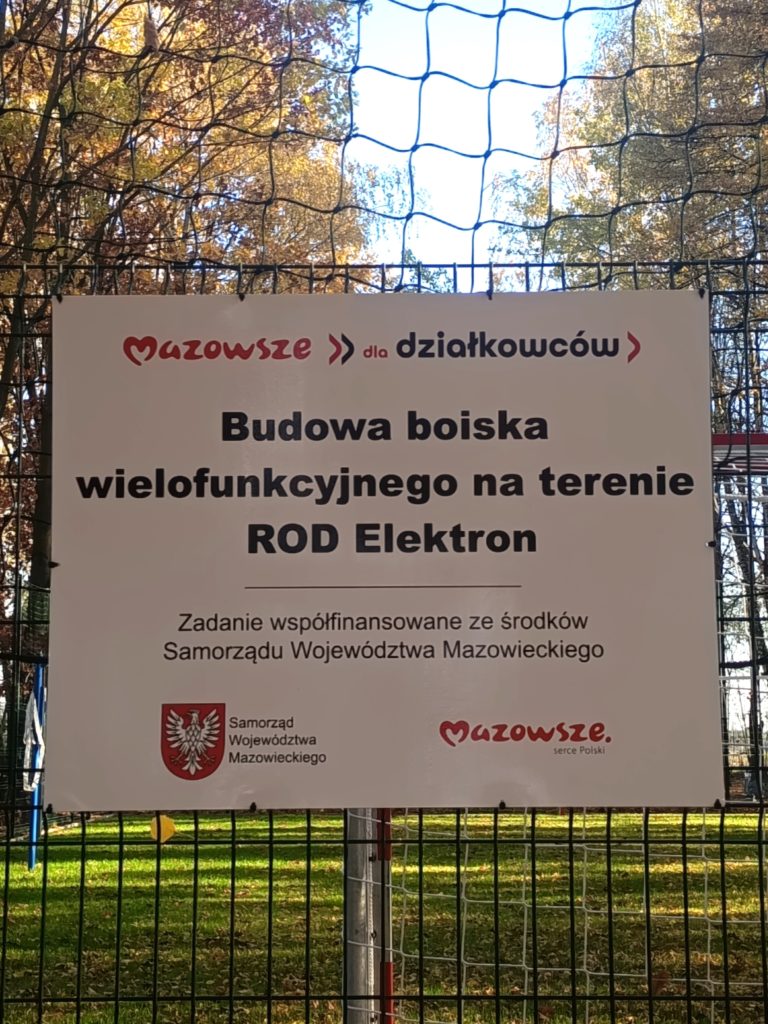 mazowsze dla działkowców
Budowa boiska
wielofunkcyjnego na terenie
ROD Elektron
Zadanie współfinansowane ze środków
Samorządu Województwa Mazowieckiego
Samorząd
Województwa
Mazowieckiego
mazowsze.
serce Polski